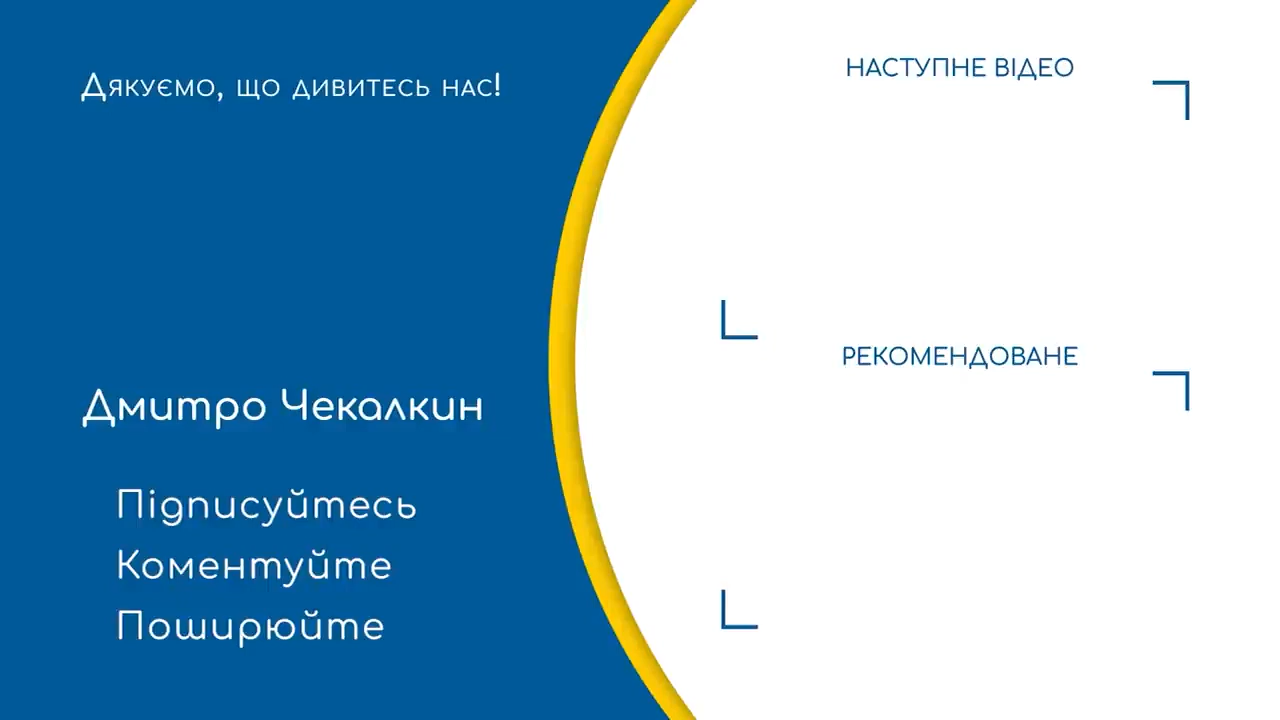 Дякуємо, що дивитесь нас!
Дмитро Чекалкин
Підписуйтесь
Коментуйте
Поширюйте
НАСТУПНЕ ВІДЕО
РЕКОМЕНДОВАНЕ